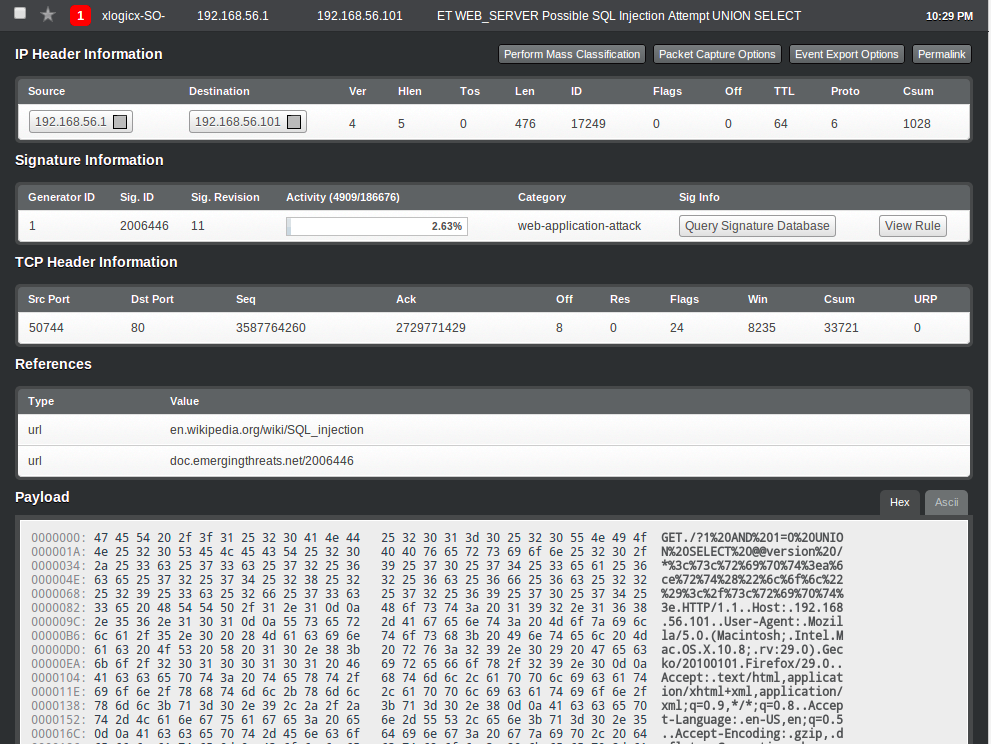 1 xlogicx-SO- 192.168.56.1 192.168.56.101 ET WEB_SERVER Possible SQL Injection Attempt UNION SELECT 10:29 PM
IP Header Information Perform Mass Classification Packet Capture Options Event Export Options Permalink
Source Destination Ver Hlen Tos Len ID Flags Off TTL Proto Csum
192.168.56.1 192.168.56.101 4 5 0 476 17249 0 0 64 6 1028
Signature Information
Generator ID Sig. ID Sig. Revision Activity (4909/186676) Category Sig Info
1 2006446 11 2.63% web-application-attack Query Signature Database View Rule
TCP Header Information
Src Port Dst Port Seq Ack Off Res Flags Win Csum URP
50744 80 3587764260 2729771429 8 0 24 8235 33721 0
References
Type Value
url en.wikipedia.org/wiki/SQL_injection
url doc.emergingthreats.net/2006446
Payload Hex Ascii
0000000: 47 45 54 20 2f 3f 31 25 32 30 41 4e 44 25 32 30 31 3d 30 25 32 30 55 4e 49 4f GET./?1%20AND%201=0%20UNIO
000001A: 4e 25 32 30 53 45 4c 45 43 54 25 32 30 40 40 76 65 72 73 69 6f 6e 25 32 30 2f N%20SELECT%20@@version%20/
0000034: 2a 25 33 63 25 37 33 63 25 37 32 25 36 39 25 37 30 25 37 34 25 33 65 61 25 36 *%3c%73c%72%69%70%74%3ea%6
000004E: 63 65 25 37 32 25 37 34 25 32 38 25 32 32 25 36 63 25 36 66 25 36 63 25 32 32 ce%72%74%28%22%6c%6f%6c%22
0000068: 25 32 39 25 33 63 25 32 66 25 37 33 63 25 37 32 25 36 39 25 37 30 25 37 34 25 %29%3c%2f%73c%72%69%70%74%
0000082: 33 65 20 48 54 54 50 2f 31 2e 31 0d 0a 48 6f 73 74 3a 20 31 39 32 2e 31 36 38 3e.HTTP/1.1..Host:.192.168
000009C: 2e 35 36 2e 31 30 31 0d 0a 55 73 65 72 2d 41 67 65 6e 74 3a 20 4d 6f 7a 69 6c .56.101..User-Agent:.Mozil
00000B6: 6c 61 2f 35 2e 30 20 28 4d 61 63 69 6e 74 6f 73 68 3b 20 49 6e 74 65 6c 20 4d la/5.0.(Macintosh;.Intel.M
00000D0: 61 63 20 4f 53 20 58 20 31 30 2e 38 3b 20 72 76 3a 32 39 2e 30 29 20 47 65 63 ac.OS.X.10.8;.rv:29.0).Gec
00000EA: 6b 6f 2f 32 30 31 30 30 31 30 31 20 46 69 72 65 66 6f 78 2f 32 39 2e 30 0d 0a ko/20100101.Firefox/29.0..
0000104: 41 63 63 65 70 74 3a 20 74 65 78 74 2f 68 74 6d 6c 2c 61 70 70 6c 69 63 61 74 Accept:.text/html,applicat
000011E: 69 6f 6e 2f 78 68 74 6d 6c 2b 78 6d 6c 2c 61 70 70 6c 69 63 61 74 69 6f 6e 2f ion/xhtml+xml,application/
0000138: 78 6d 6c 3b 71 3d 30 2e 39 2c 2a 2f 2a 3b 71 3d 30 2e 38 0d 0a 41 63 63 65 70 xml;q=0.9,*/*;q=0.8..Accep
0000152: 74 2d 4c 61 6e 67 75 61 67 65 3a 20 65 6e 2d 55 53 2c 65 6e 3b 71 3d 30 2e 35 t-Language:.en-US,en;q=0.5
000016C: 0d 0a 41 63 63 65 70 74 2d 45 6e 63 6f 64 69 6e 67 3a 20 67 7a 69 70 2c 20 64 ..Accept-Encoding:.gzip,.d